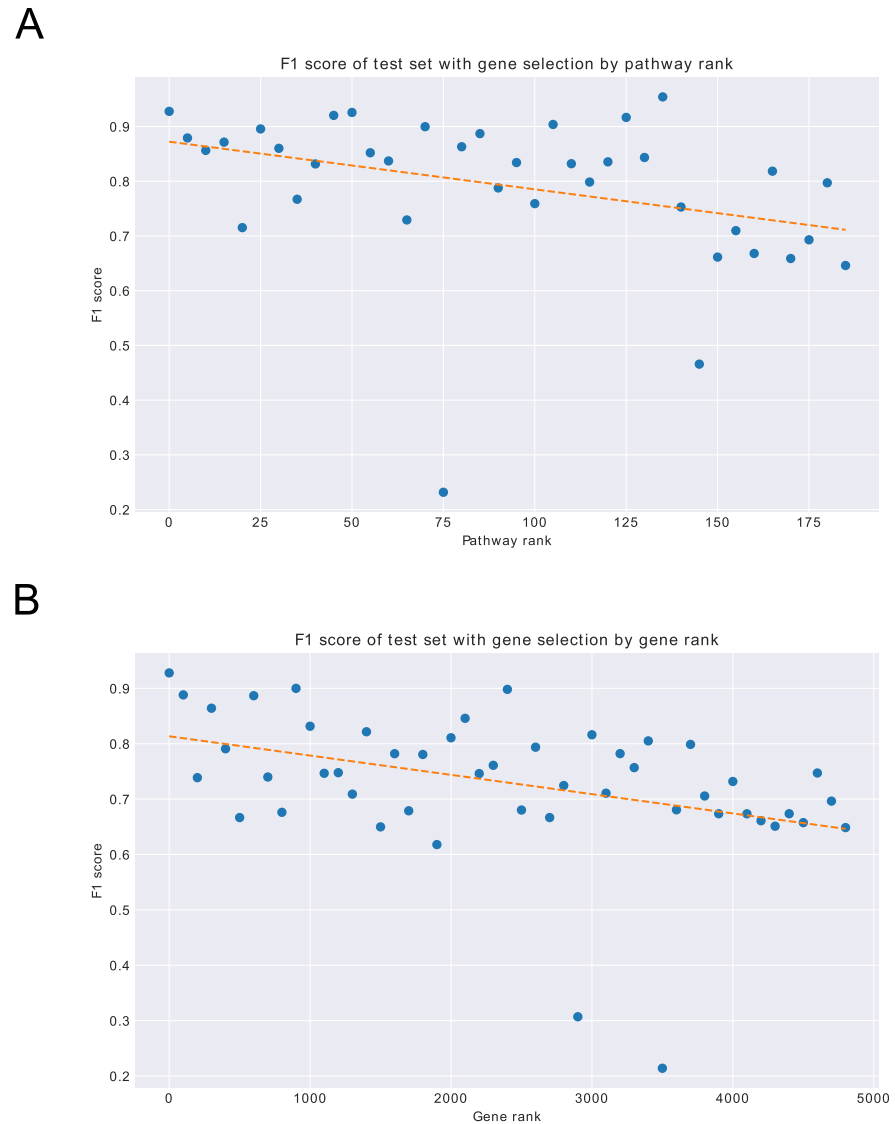 A
F1 score of test set with gene selection by pathway rank
0.9
0.8
0.7
0.6
0.5
0.4
0.3
0.2
F1 score
0 25 50 75 100 125 150 175
Pathway rank
B
F1 score of test set with gene selection by gene rank
0.9
0.8
0.7
0.6
0.5
0.4
0.3
0.2
F1 score
0 1000 2000 3000 4000 5000
Gene rank